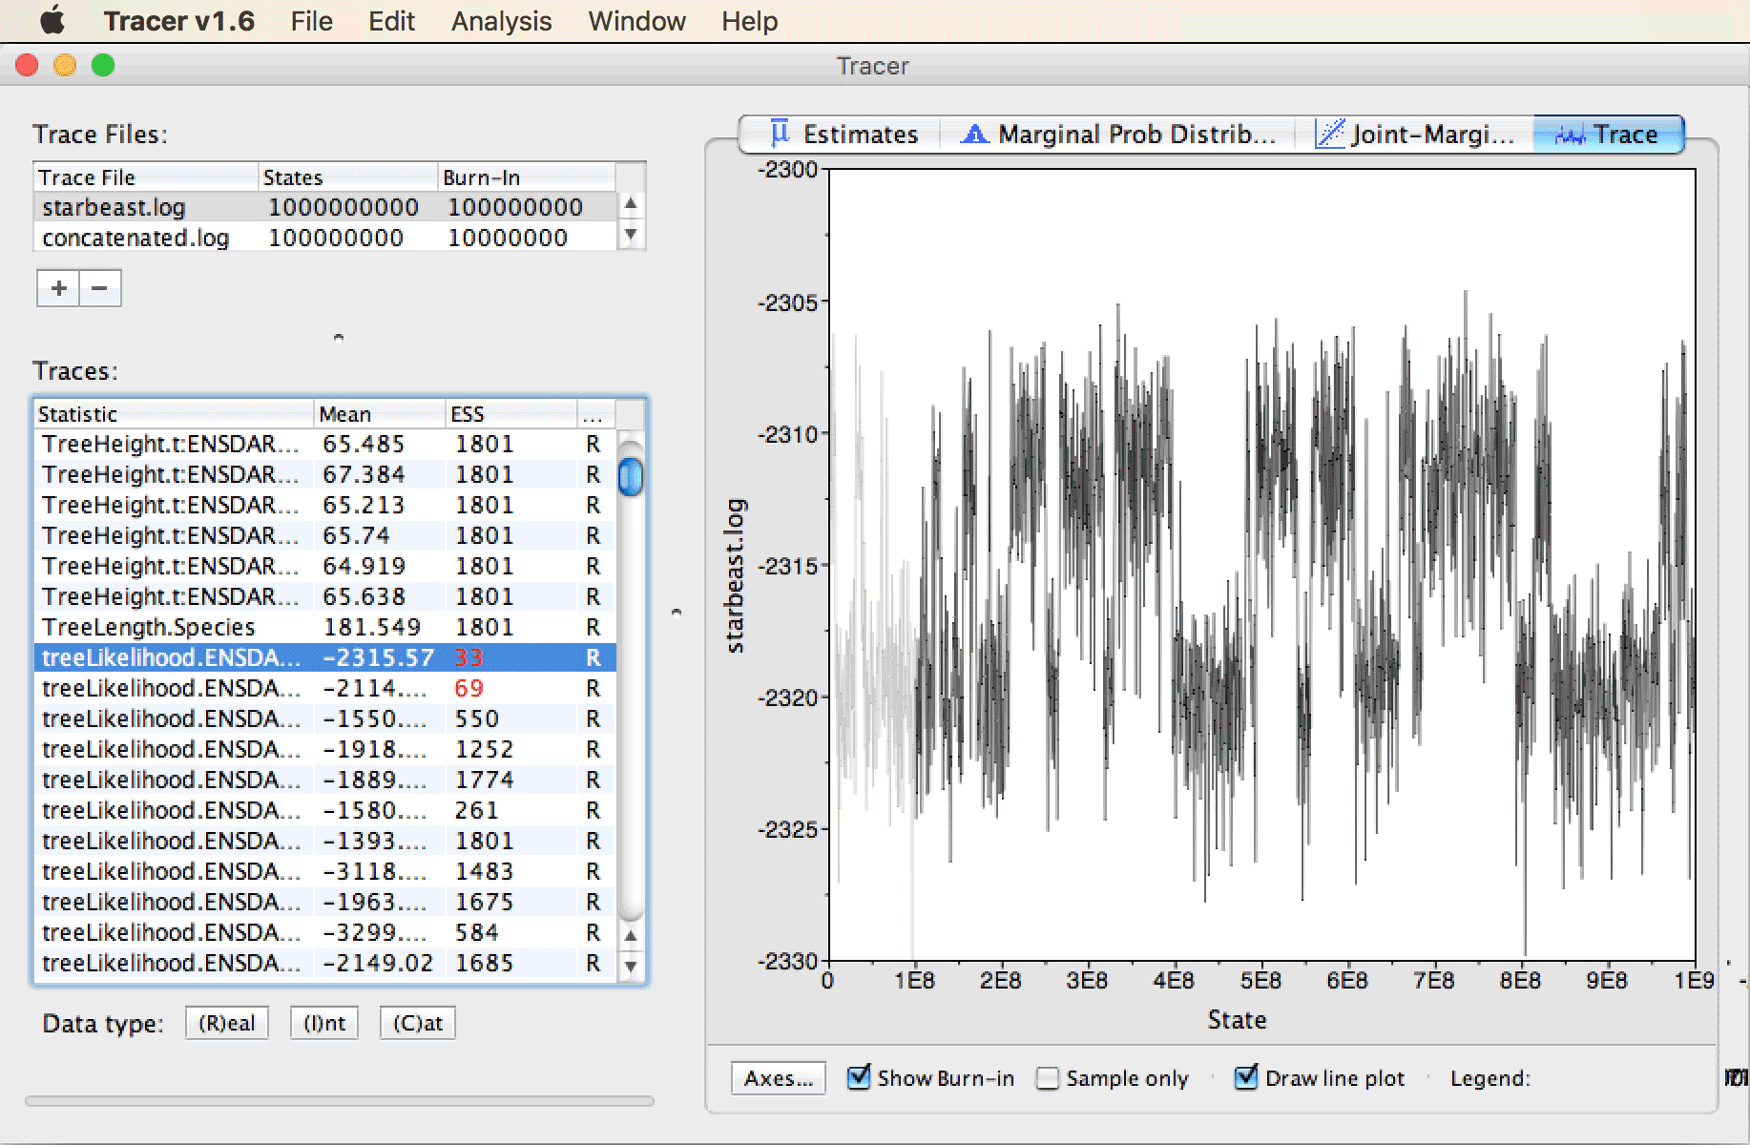 Tracer v1.6 File Edit Analysis Window Help
Tracer
Trace Files:
Trace File States Burn-In
starbeast.log 1000000000 100000000
concatenated.log 100000000 10000000
+ −
Traces:
Statistic Mean ESS ...
TreeHeight.t:ENSDAR... 65.485 1801 R
TreeHeight.t:ENSDAR... 67.384 1801 R
TreeHeight.t:ENSDAR... 65.213 1801 R
TreeHeight.t:ENSDAR... 65.74 1801 R
TreeHeight.t:ENSDAR... 64.919 1801 R
TreeHeight.t:ENSDAR... 65.638 1801 R
TreeLength.Species 181.549 1801 R
treeLikelihood.ENSDA... -2315.57 33 R
treeLikelihood.ENSDA... -2114.... 69 R
treeLikelihood.ENSDA... -1550.... 550 R
treeLikelihood.ENSDA... -1918.... 1252 R
treeLikelihood.ENSDA... -1889.... 1774 R
treeLikelihood.ENSDA... -1580.... 261 R
treeLikelihood.ENSDA... -1393.... 1801 R
treeLikelihood.ENSDA... -3118.... 1483 R
treeLikelihood.ENSDA... -1963.... 1675 R
treeLikelihood.ENSDA... -3299.... 584 R
treeLikelihood.ENSDA... -2149.02 1685 R
Data type: (R)eal (I)nt (C)at
Estimates Marginal Prob Distrib... Joint-Margi... Trace
-2300
-2305
-2310
-2315
-2320
-2325
-2330
starbeast.log
0 1E8 2E8 3E8 4E8 5E8 6E8 7E8 8E8 9E8 1E9
State
Axes... Show Burn-in Sample only Draw line plot Legend: